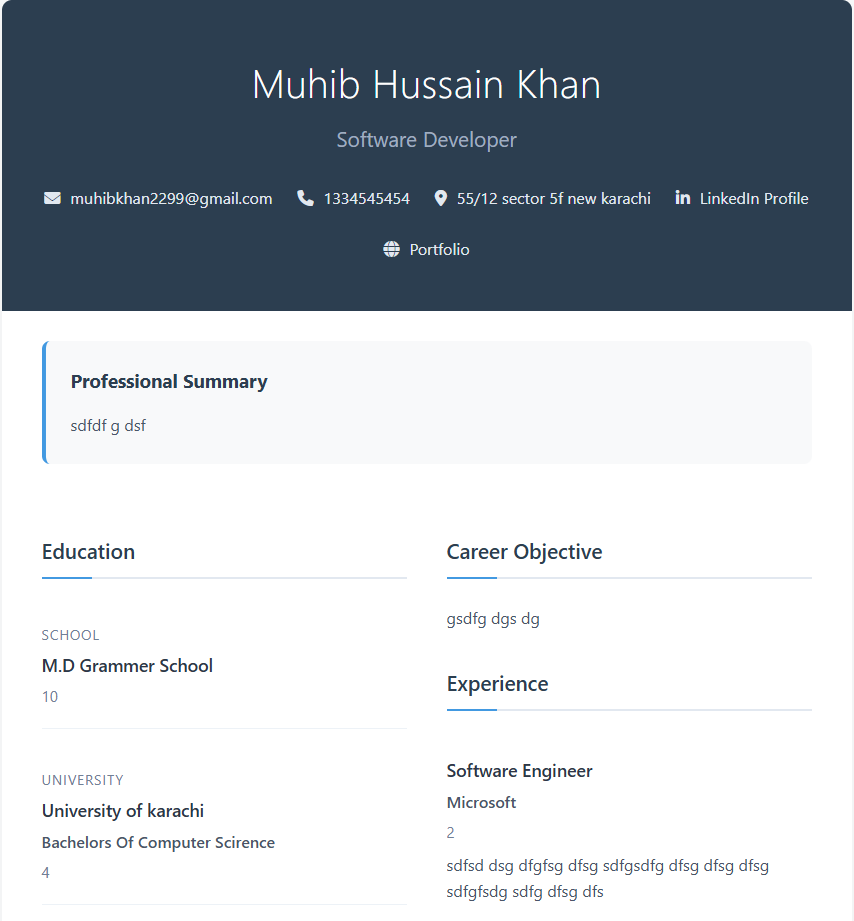 Muhib Hussain Khan
Software Developer
muhibkhan2299@gmail.com 1334545454 55/12 sector 5f new karachi LinkedIn Profile
Portfolio
Professional Summary
sdfdf g dsf
Education
SCHOOL
M.D Grammer School
10
UNIVERSITY
University of karachi
Bachelors Of Computer Scirence
4
Career Objective
gsdfg dgs dg
Experience
Software Engineer
Microsoft
2
sdfsd dsg dfgfsg dfsg sdfgsdfg dfsg dfsg dfsg
sdfgfsdg sdfg dfsg dfs